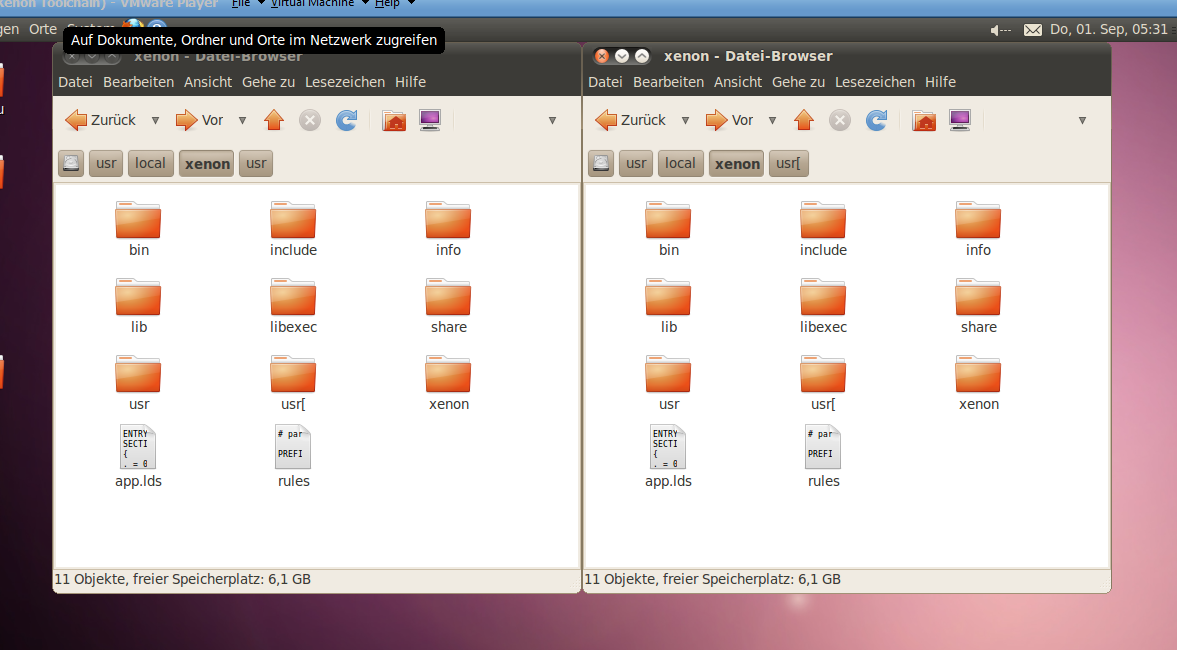 Xenon Toolchain) - VMware Player File Virtual Machine Help
Orte System Do, 01. Sep, 05:31
Auf Dokumente, Ordner und Orte im Netzwerk zugreifen
xenon - Datei-Browser
Datei Bearbeiten Ansicht Gehe zu Lesezeichen Hilfe
Zurück Vor
usr local xenon usr
bin include info
lib libexec share
usr usr[ xenon
ENTRY
SECTI
{
. = 0
# par
PREFI
app.lds rules
11 Objekte, freier Speicherplatz: 6,1 GB
xenon - Datei-Browser
Datei Bearbeiten Ansicht Gehe zu Lesezeichen Hilfe
Zurück Vor
usr local xenon usr[
bin include info
lib libexec share
usr usr[ xenon
ENTRY
SECTI
{
. = 0
# par
PREFI
app.lds rules
11 Objekte, freier Speicherplatz: 6,1 GB